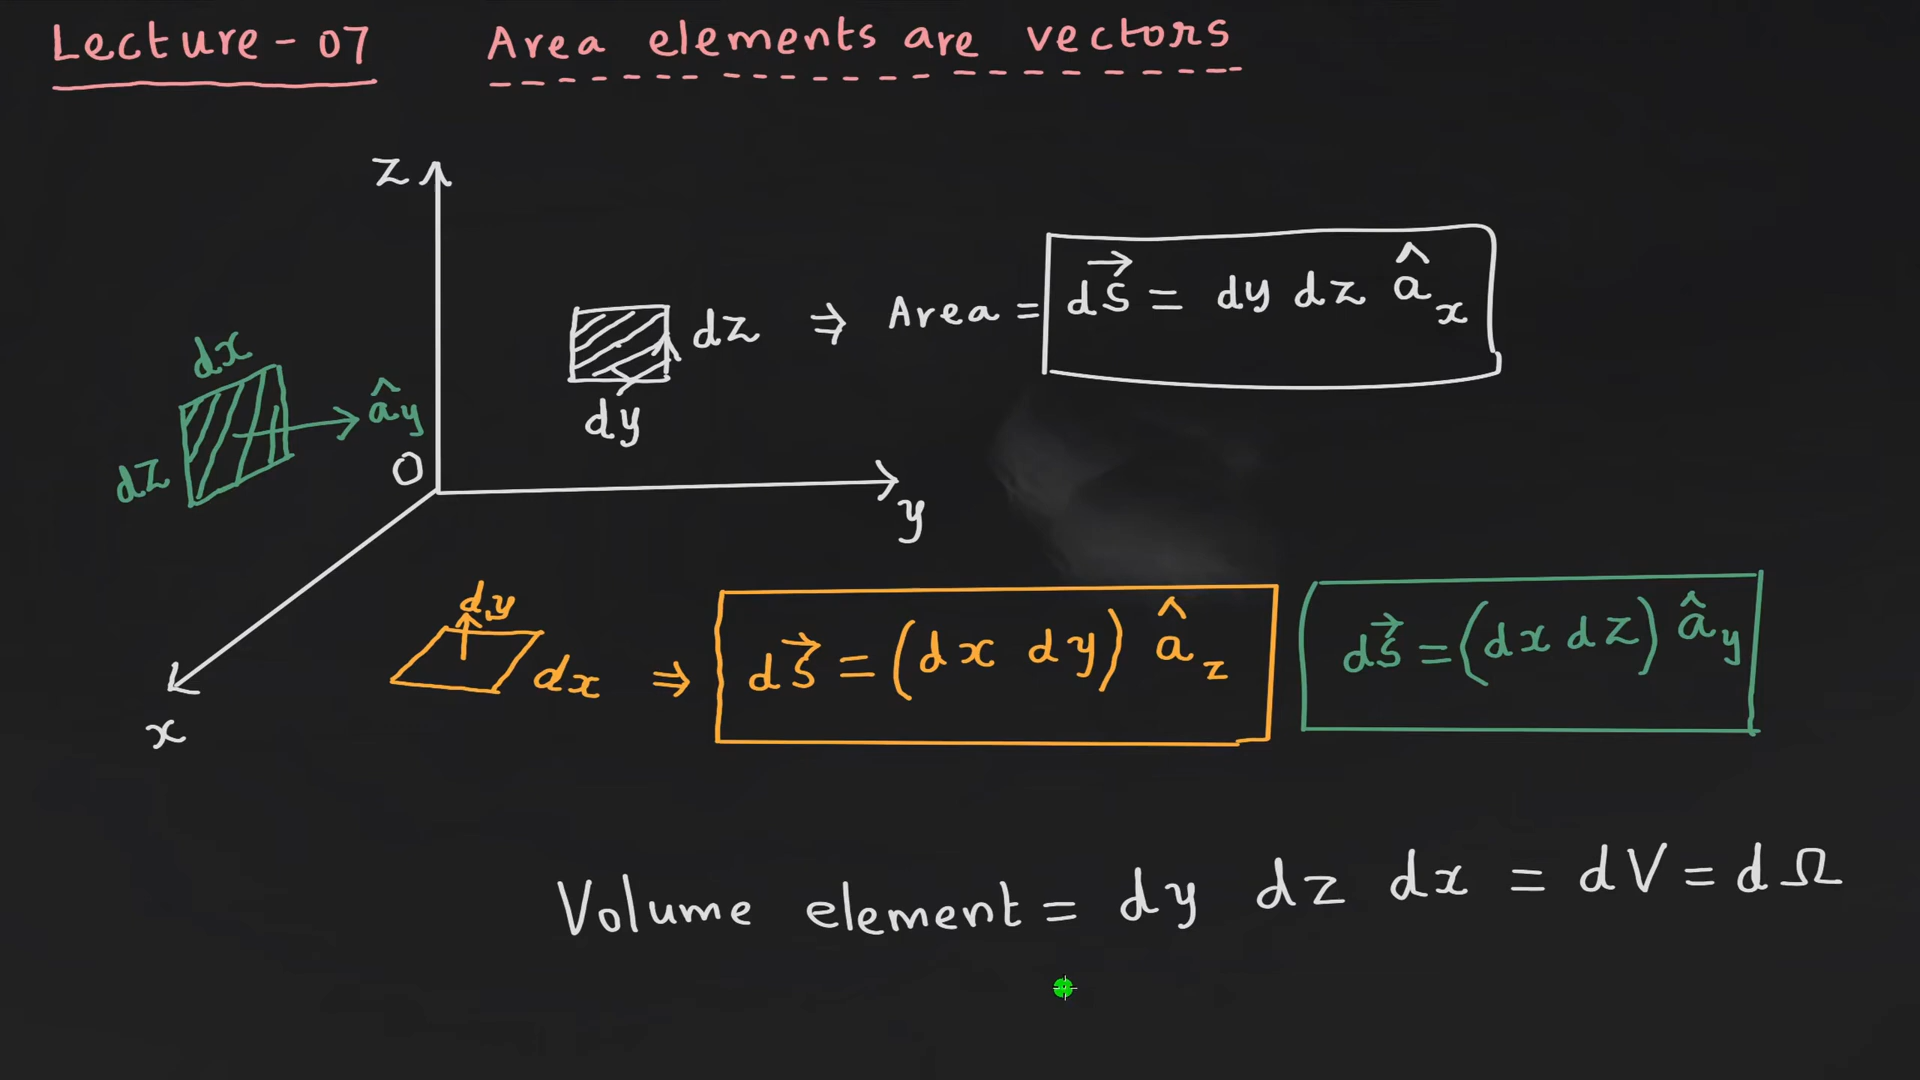 Lecture - 07 Area elements are vectors
z
dz ⇒ Area = dS⃗ = dy dz â_x
dy
dx
â_y
dz
O
y
x
dy
dx ⇒ dS⃗ = (dx dy) â_z
dS⃗ = (dx dz) â_y
Volume element = dy dz dx = dV = dΩ